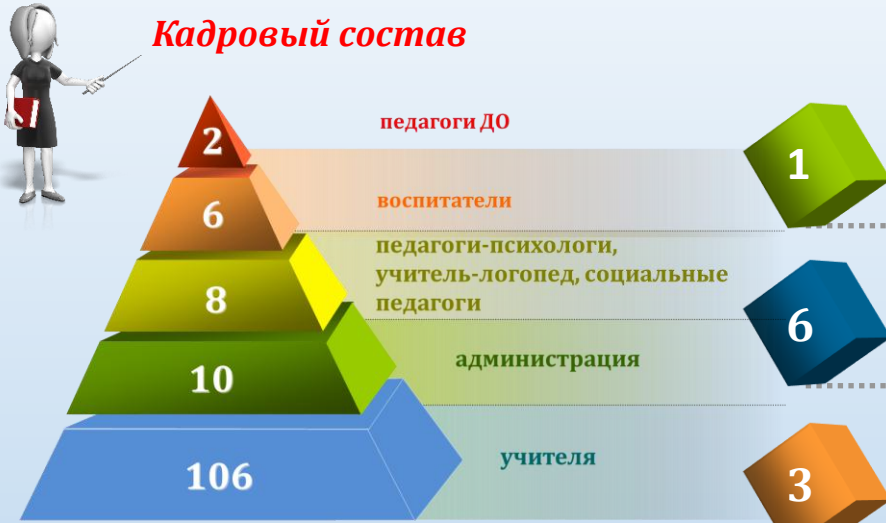 Кадровый состав
2
педагоги ДО
1
6
воспитатели
8
педагоги-психологи,
учитель-логопед, социальные
педагоги
6
10
администрация
106
учителя
3